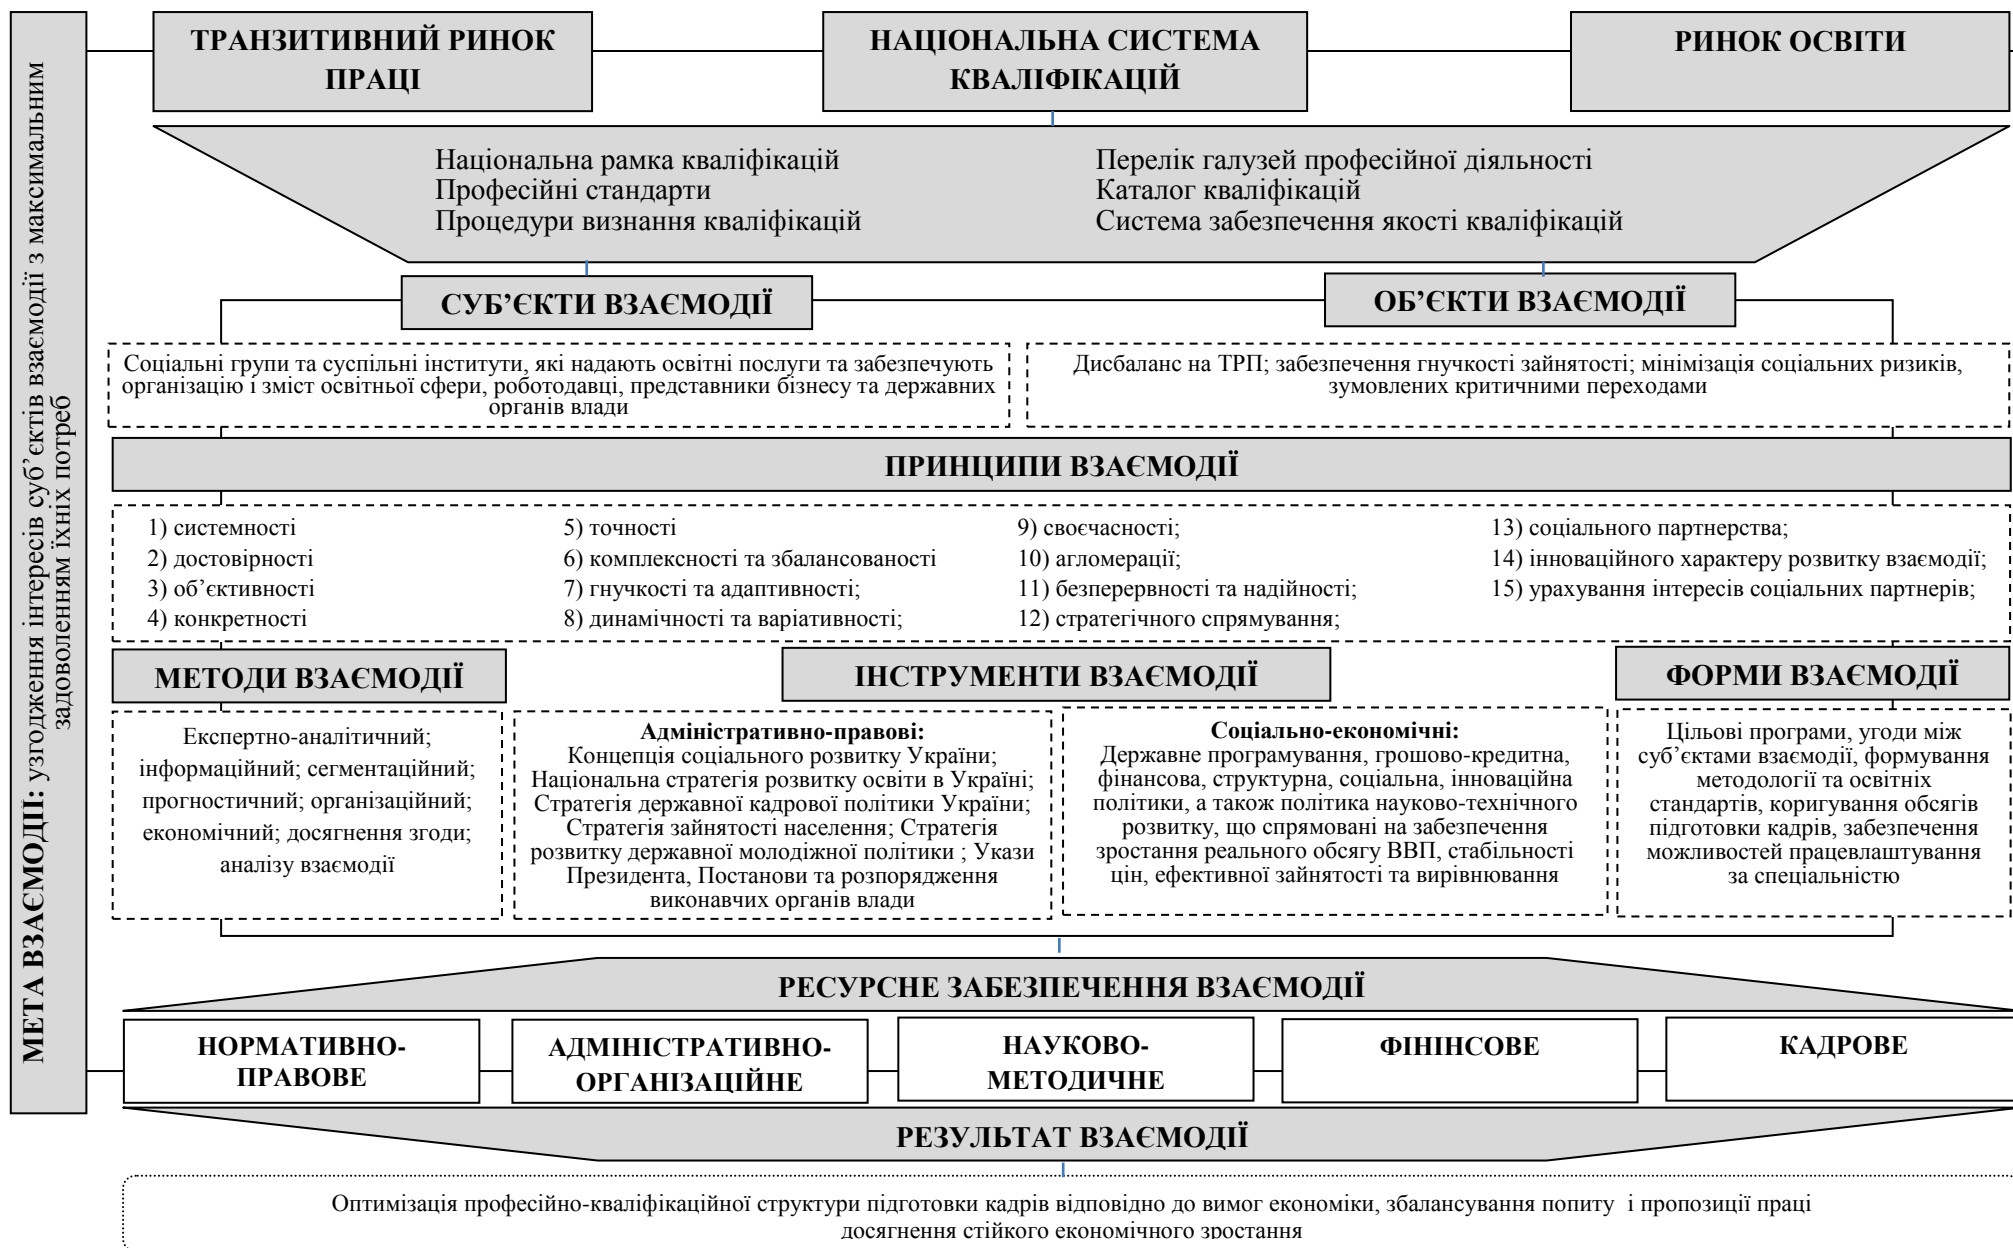 МЕТА ВЗАЄМОДІЇ: узгодження інтересів суб’єктів взаємодії з максимальним
задоволенням їхніх потреб
ТРАНЗИТИВНИЙ РИНОК
ПРАЦІ
НАЦІОНАЛЬНА СИСТЕМА
КВАЛІФІКАЦІЙ
РИНОК ОСВІТИ
Національна рамка кваліфікацій
Професійні стандарти
Процедури визнання кваліфікацій
Перелік галузей професійної діяльності
Каталог кваліфікацій
Система забезпечення якості кваліфікацій
СУБ’ЄКТИ ВЗАЄМОДІЇ
ОБ’ЄКТИ ВЗАЄМОДІЇ
Соціальні групи та суспільні інститути, які надають освітні послуги та забезпечують
організацію і зміст освітньої сфери, роботодавці, представники бізнесу та державних
органів влади
Дисбаланс на ТРП; забезпечення гнучкості зайнятості; мінімізація соціальних ризиків,
зумовлених критичними переходами
ПРИНЦИПИ ВЗАЄМОДІЇ
1) системності
2) достовірності
3) об’єктивності
4) конкретності
5) точності
6) комплексності та збалансованості
7) гнучкості та адаптивності;
8) динамічності та варіативності;
9) своєчасності;
10) агломерації;
11) безперервності та надійності;
12) стратегічного спрямування;
13) соціального партнерства;
14) інноваційного характеру розвитку взаємодії;
15) урахування інтересів соціальних партнерів;
МЕТОДИ ВЗАЄМОДІЇ
ІНСТРУМЕНТИ ВЗАЄМОДІЇ
ФОРМИ ВЗАЄМОДІЇ
Експертно-аналітичний;
інформаційний; сегментаційний;
прогностичний; організаційний;
економічний; досягнення згоди;
аналізу взаємодії
Адміністративно-правові:
Концепція соціального розвитку України;
Національна стратегія розвитку освіти в Україні;
Стратегія державної кадрової політики України;
Стратегія зайнятості населення; Стратегія
розвитку державної молодіжної політики ; Укази
Президента, Постанови та розпорядження
виконавчих органів влади
Соціально-економічні:
Державне програмування, грошово-кредитна,
фінансова, структурна, соціальна, інноваційна
політики, а також політика науково-технічного
розвитку, що спрямовані на забезпечення
зростання реального обсягу ВВП, стабільності
цін, ефективної зайнятості та вирівнювання
Цільові програми, угоди між
суб’єктами взаємодії, формування
методології та освітніх
стандартів, коригування обсягів
підготовки кадрів, забезпечення
можливостей працевлаштування
за спеціальністю
РЕСУРСНЕ ЗАБЕЗПЕЧЕННЯ ВЗАЄМОДІЇ
НОРМАТИВНО-
ПРАВОВЕ
АДМІНІСТРАТИВНО-
ОРГАНІЗАЦІЙНЕ
НАУКОВО-
МЕТОДИЧНЕ
ФІНІНСОВЕ
КАДРОВЕ
РЕЗУЛЬТАТ ВЗАЄМОДІЇ
Оптимізація професійно-кваліфікаційної структури підготовки кадрів відповідно до вимог економіки, збалансування попиту і пропозиції праці
досягнення стійкого економічного зростання